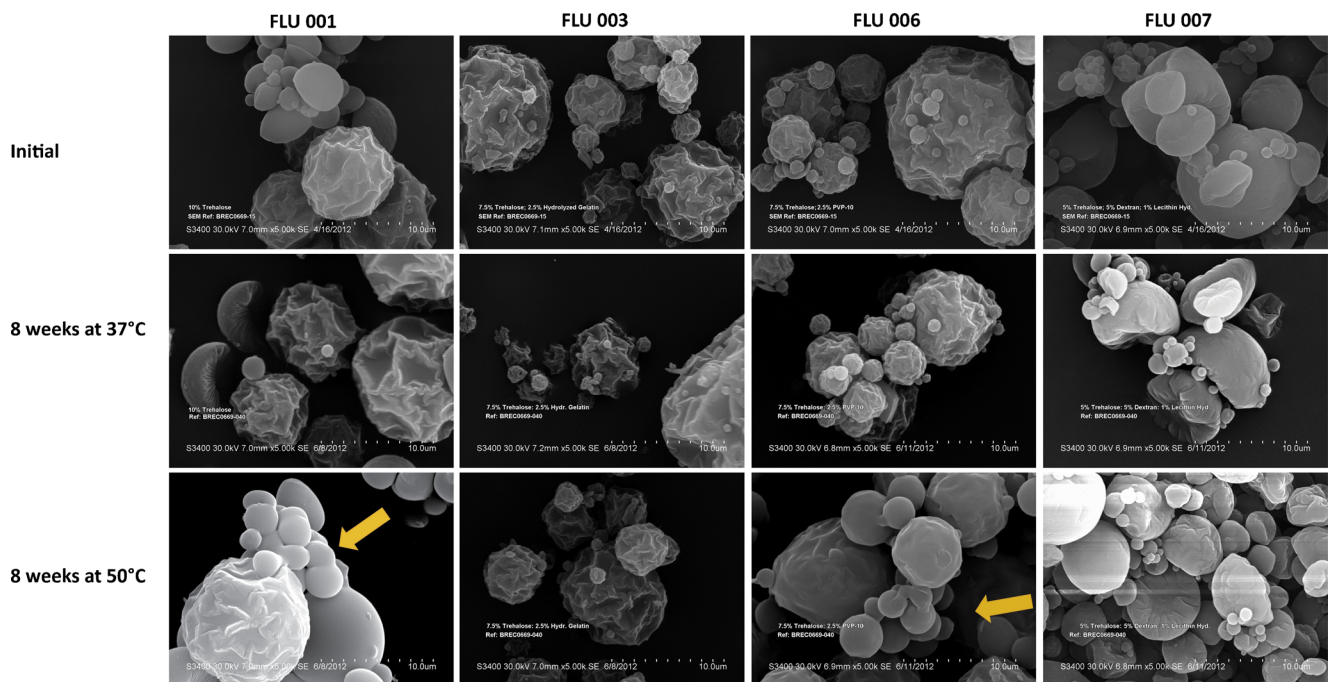 FLU 001
FLU 003
FLU 006
FLU 007
Initial
10% Trehalose
SEM Ref: BREC0669-15
S3400 30.0kV 7.0mm x5.00k SE 4/16/2012 10.0um
7.5% Trehalose; 2.5% Hydrolyzed Gelatin
SEM Ref: BREC0669-15
S3400 30.0kV 7.1mm x5.00k SE 4/16/2012 10.0um
7.5% Trehalose; 2.5% PVP-10
SEM Ref: BREC0669-15
S3400 30.0kV 7.0mm x5.00k SE 4/16/2012 10.0um
5% Trehalose; 5% Dextran; 1% Lecithin Hyd.
SEM Ref: BREC0669-15
S3400 30.0kV 6.9mm x5.00k SE 4/16/2012 10.0um
8 weeks at 37°C
10% Trehalose
Ref: BREC0669-040
S3400 30.0kV 7.0mm x5.00k SE 6/8/2012 10.0um
7.5% Trehalose: 2.5% Hydr. Gelatin
Ref: BREC0669-040
S3400 30.0kV 7.2mm x5.00k SE 6/8/2012 10.0um
7.5% Trehalose: 2.5% PVP-10
Ref: BREC0669-040
S3400 30.0kV 6.8mm x5.00k SE 6/11/2012 10.0um
5% Trehalose: 5% Dextran: 1% Lecithin Hyd.
Ref: BREC0669-040
S3400 30.0kV 6.9mm x5.00k SE 6/11/2012 10.0um
8 weeks at 50°C
S3400 30.0kV 7.0mm x5.00k SE 6/8/2012 10.0um
7.5% Trehalose: 2.5% Hydr. Gelatin
Ref: BREC0669-040
S3400 30.0kV 7.0mm x5.00k SE 6/8/2012 10.0um
7.5% Trehalose: 2.5% PVP-10
Ref: BREC0669-040
S3400 30.0kV 6.9mm x5.00k SE 6/11/2012 10.0um
5% Trehalose: 5% Dextran: 1% Lecithin Hyd.
Ref: BREC0669-040
S3400 30.0kV 6.8mm x5.00k SE 6/11/2012 10.0um